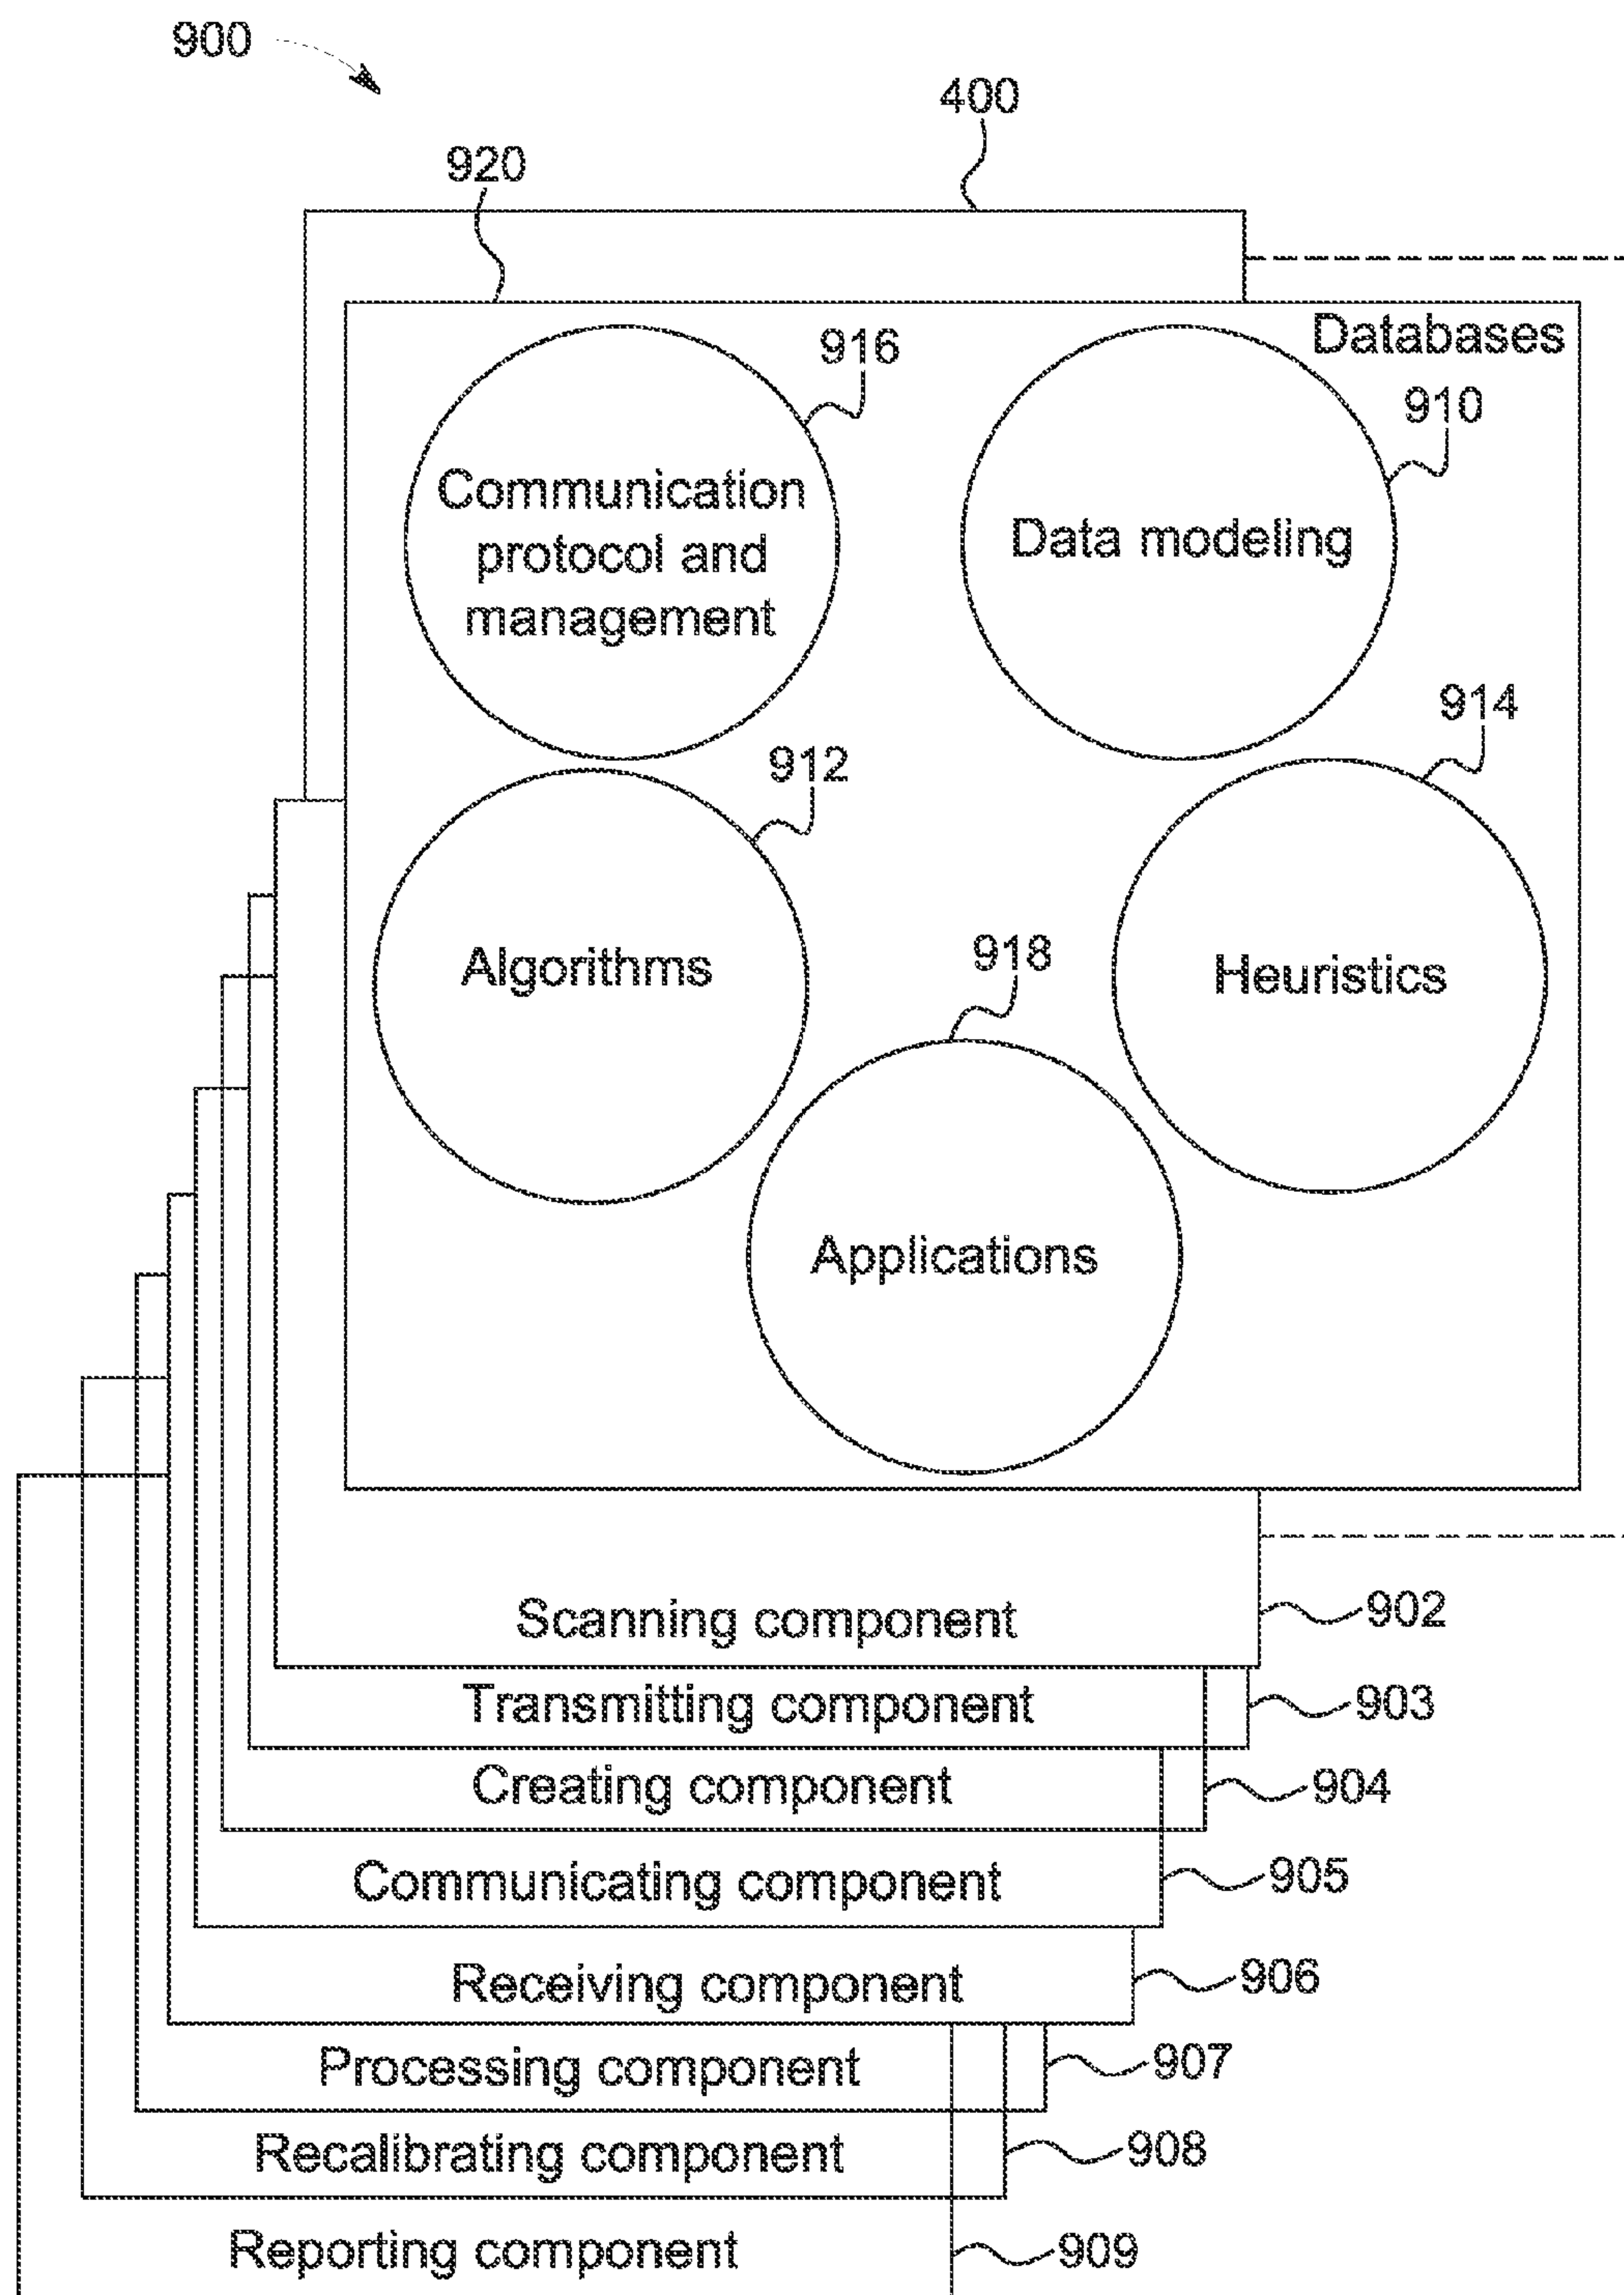 900
400
920
Databases
916
910
Communication
protocol and
management
Data modeling
914
912
Algorithms
918
Heuristics
Applications
Scanning component
902
Transmitting component
903
Creating component
904
Communicating component
905
Receiving component
906
Processing component
907
Recalibrating component
908
Reporting component
909